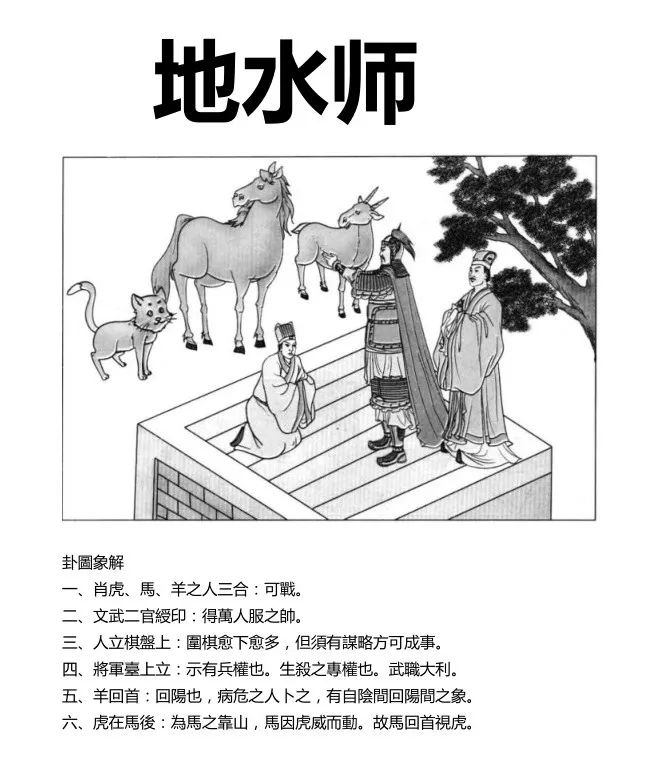 地水师
卦圖象解
一、肖虎、馬、羊之人三合：可戰。
二、文武二官綬印：得萬人服之帥。
三、人立棋盤上：圍棋愈下愈多，但須有謀略方可成事。
四、將軍臺上立：示有兵權也。生殺之專權也。武職大利。
五、羊回首：回陽也，病危之人卜之，有自陰間回陽間之象。
六、虎在馬後：為馬之靠山，馬因虎威而動。故馬回首視虎。